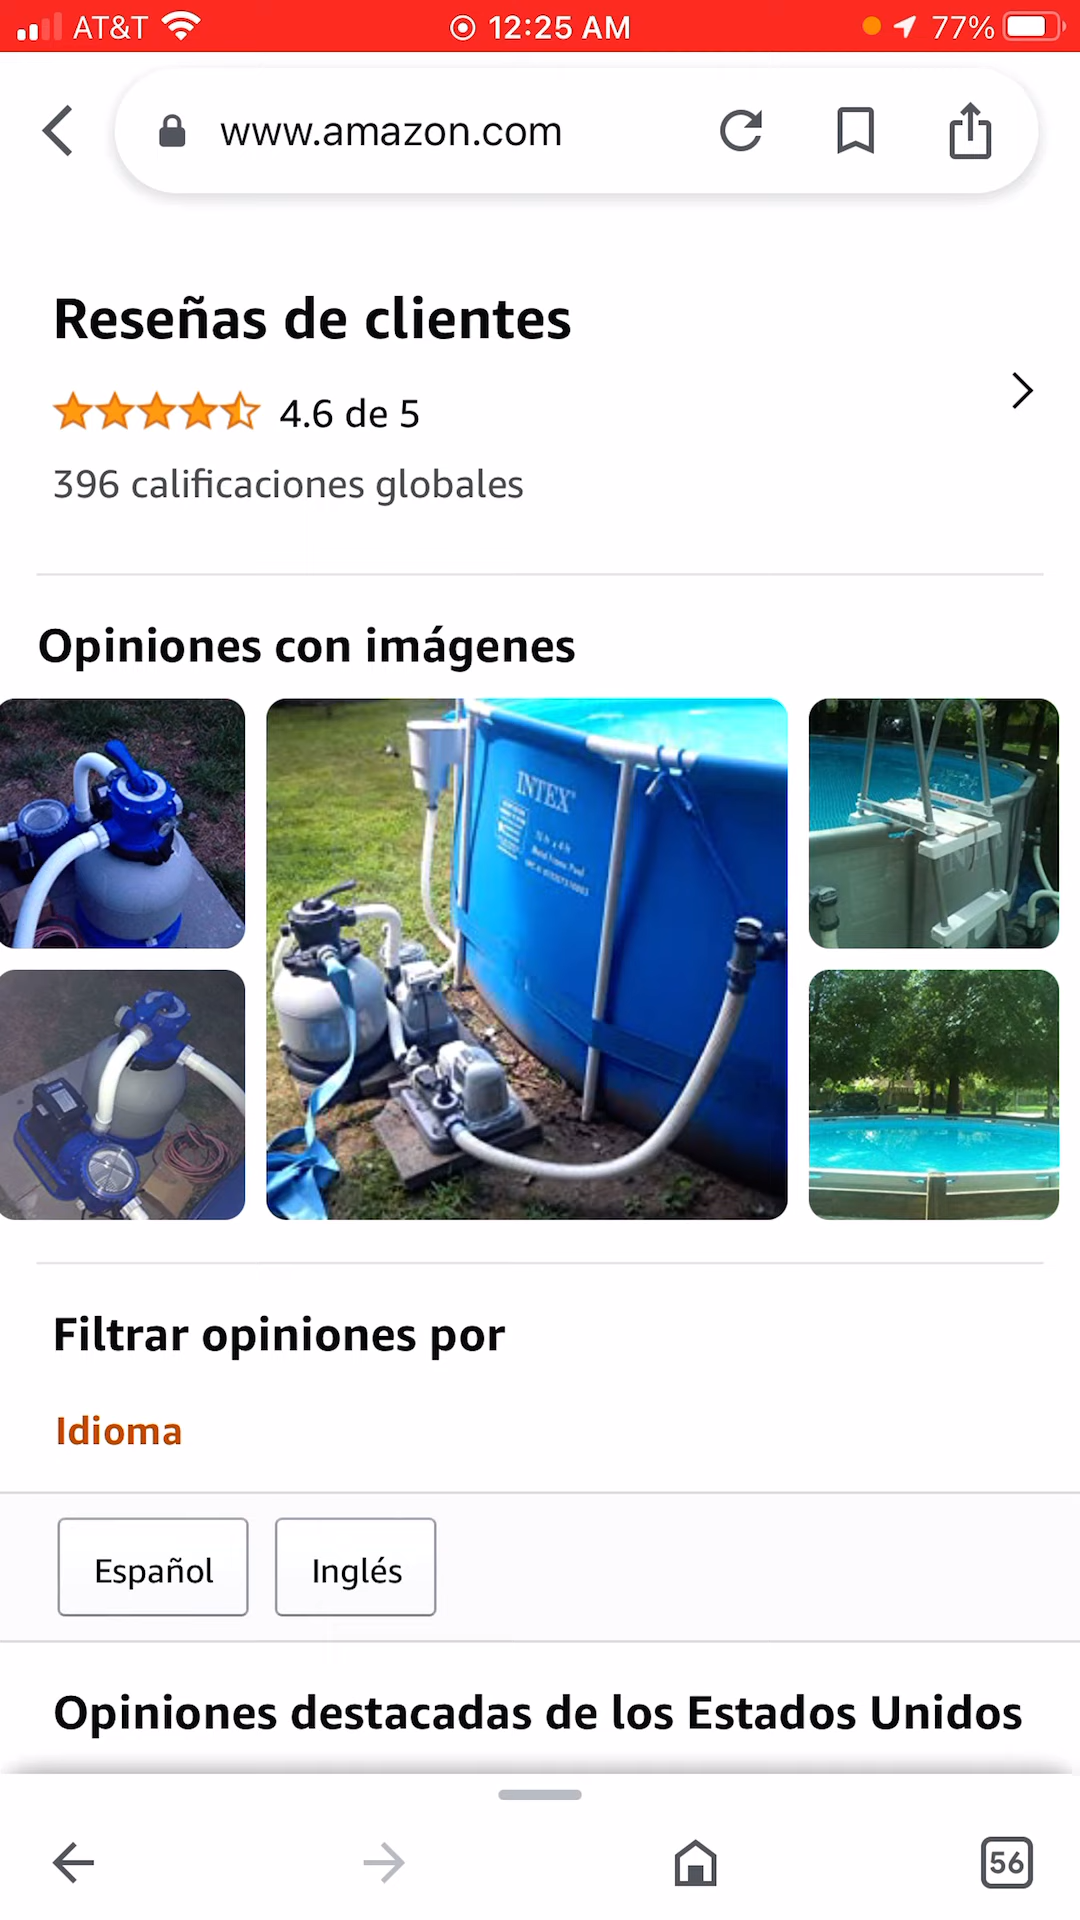 AT&T 12:25 AM 77%
www.amazon.com
Reseñas de clientes
4.6 de 5
396 calificaciones globales
Opiniones con imágenes
INTEX
Filtrar opiniones por
Idioma
Español Inglés
Opiniones destacadas de los Estados Unidos
56